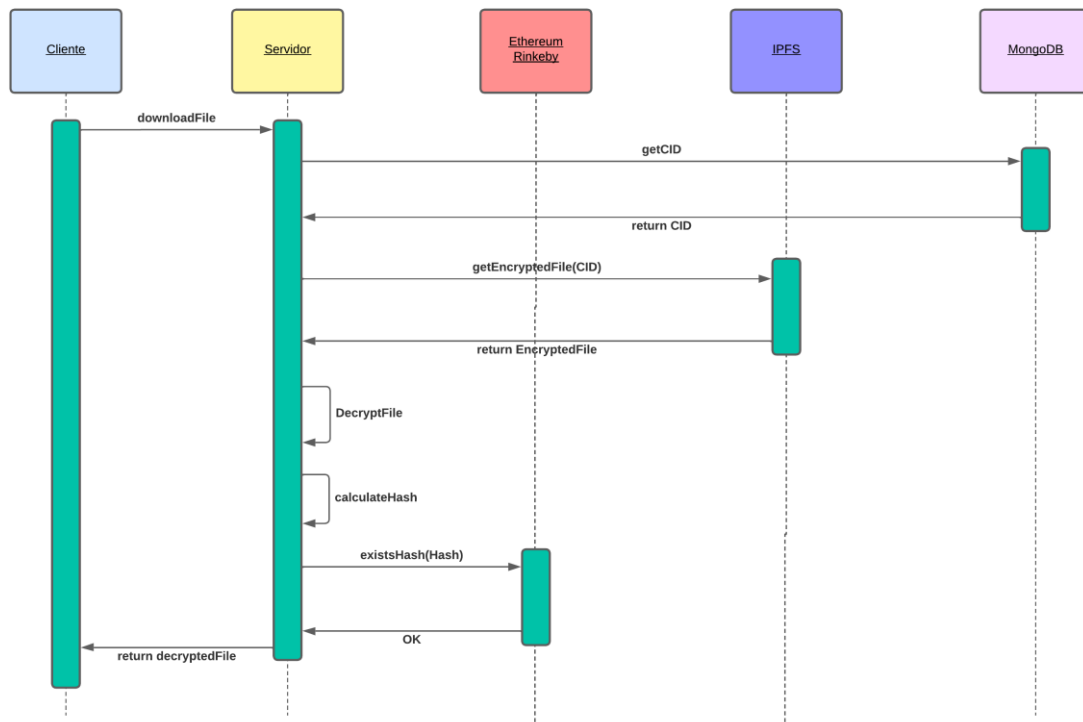 Cliente
Servidor
Ethereum
Rinkeby
IPFS
MongoDB
downloadFile
getCID
return CID
getEncryptedFile(CID)
return EncryptedFile
DecryptFile
calculateHash
existsHash(Hash)
OK
return decryptedFile